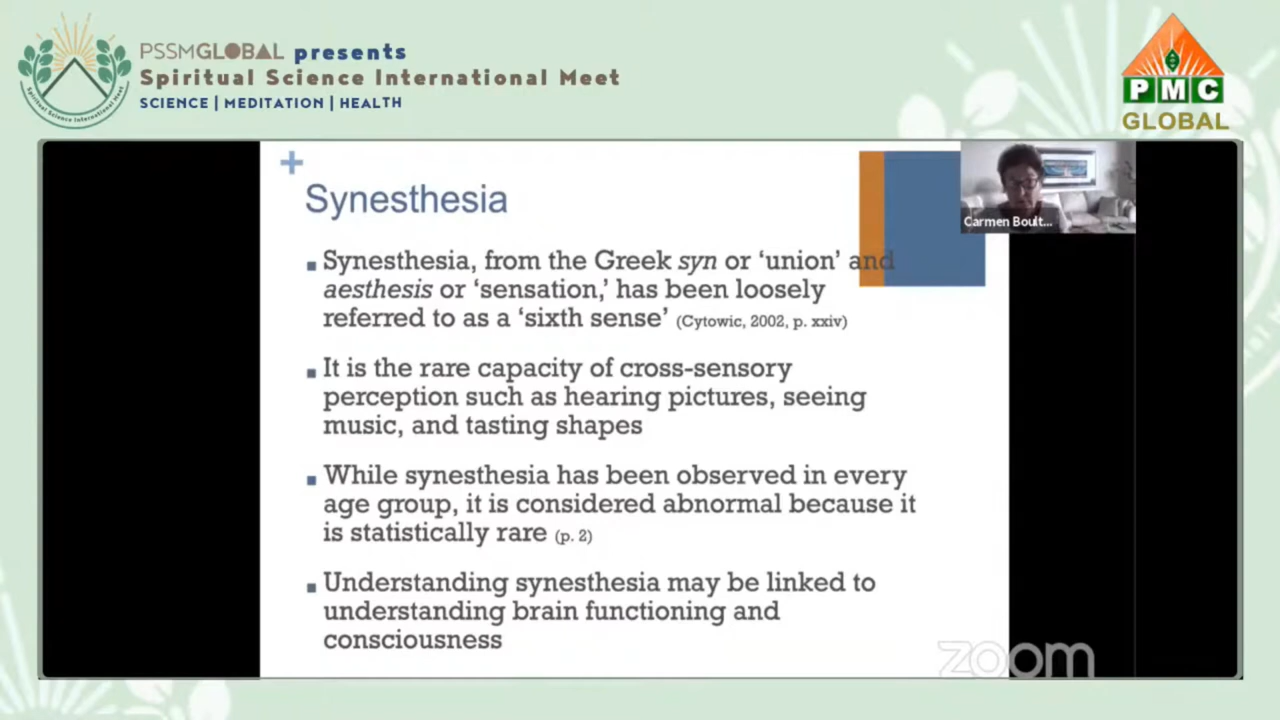 PSSMGLOBAL presents
Spiritual Science International Meet
SCIENCE | MEDITATION | HEALTH
Spiritual Science International Meet
PMC
GLOBAL
+
Synesthesia
Carmen Boult...
▪ Synesthesia, from the Greek syn or ‘union’ and
aesthesis or ‘sensation,’ has been loosely
referred to as a ‘sixth sense’ (Cytowic, 2002, p. xxiv)
▪ It is the rare capacity of cross-sensory
perception such as hearing pictures, seeing
music, and tasting shapes
▪ While synesthesia has been observed in every
age group, it is considered abnormal because it
is statistically rare (p. 2)
▪ Understanding synesthesia may be linked to
understanding brain functioning and
consciousness
zoom